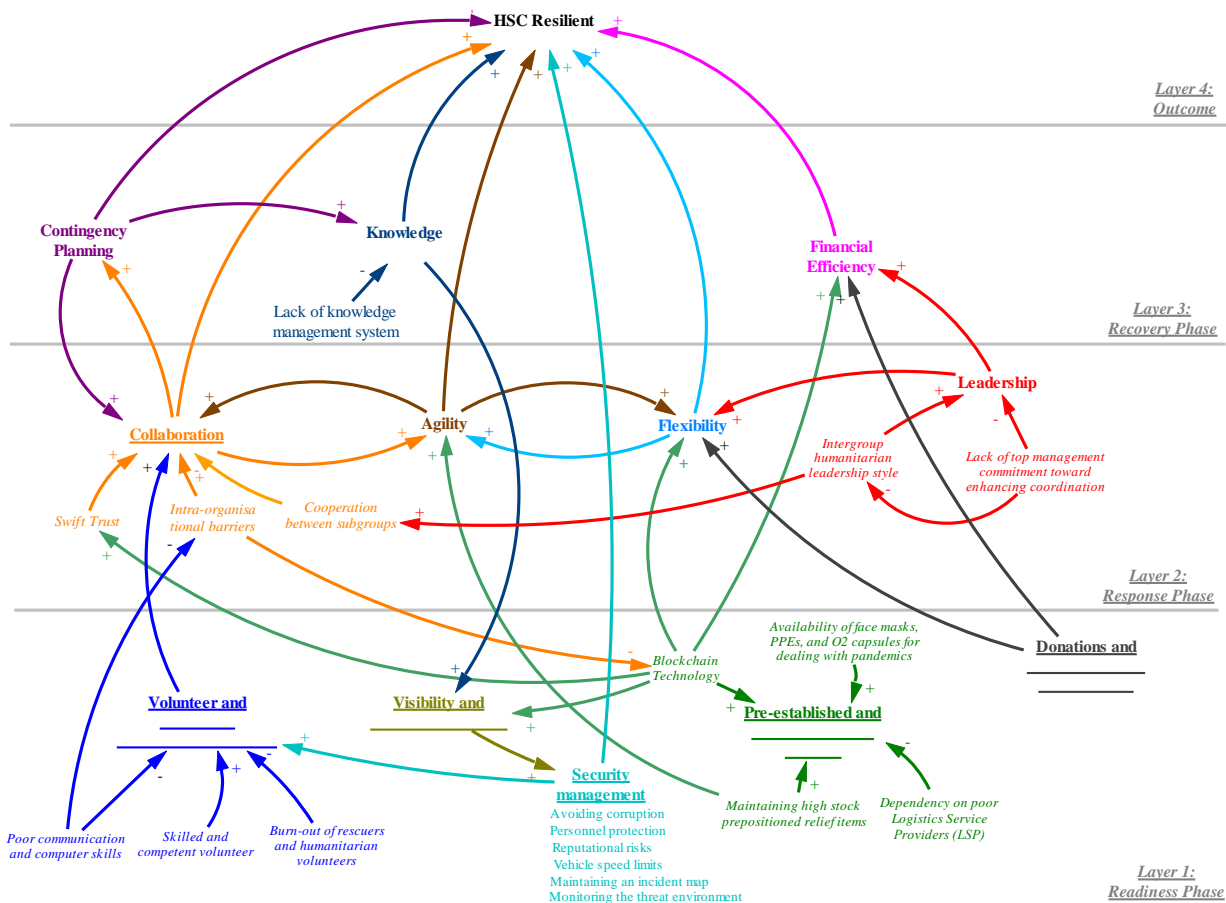 HSC Resilient
Layer 4:
Outcome
Contingency
Planning
Knowledge
Financial
Efficiency
Lack of knowledge
management system
Layer 3:
Recovery Phase
Collaboration
Agility
Flexibility
Leadership
Intergroup
humanitarian
leadership style
Lack of top management
commitment toward
enhancing coordination
Swift Trust
Intra-organisa
tional barriers
Cooperation
between subgroups
Layer 2:
Response Phase
Availability of face masks,
PPEs, and O2 capsules for
dealing with pandemics
Donations and
Blockchain
Technology
Volunteer and
Visibility and
Pre-established and
Security
management
Avoiding corruption
Personnel protection
Reputational risks
Vehicle speed limits
Maintaining an incident map
Monitoring the threat environment
Poor communication
and computer skills
Skilled and
competent volunteer
Burn-out of rescuers
and humanitarian
volunteers
Maintaining high stock
prepositioned relief items
Dependency on poor
Logistics Service
Providers (LSP)
Layer 1:
Readiness Phase